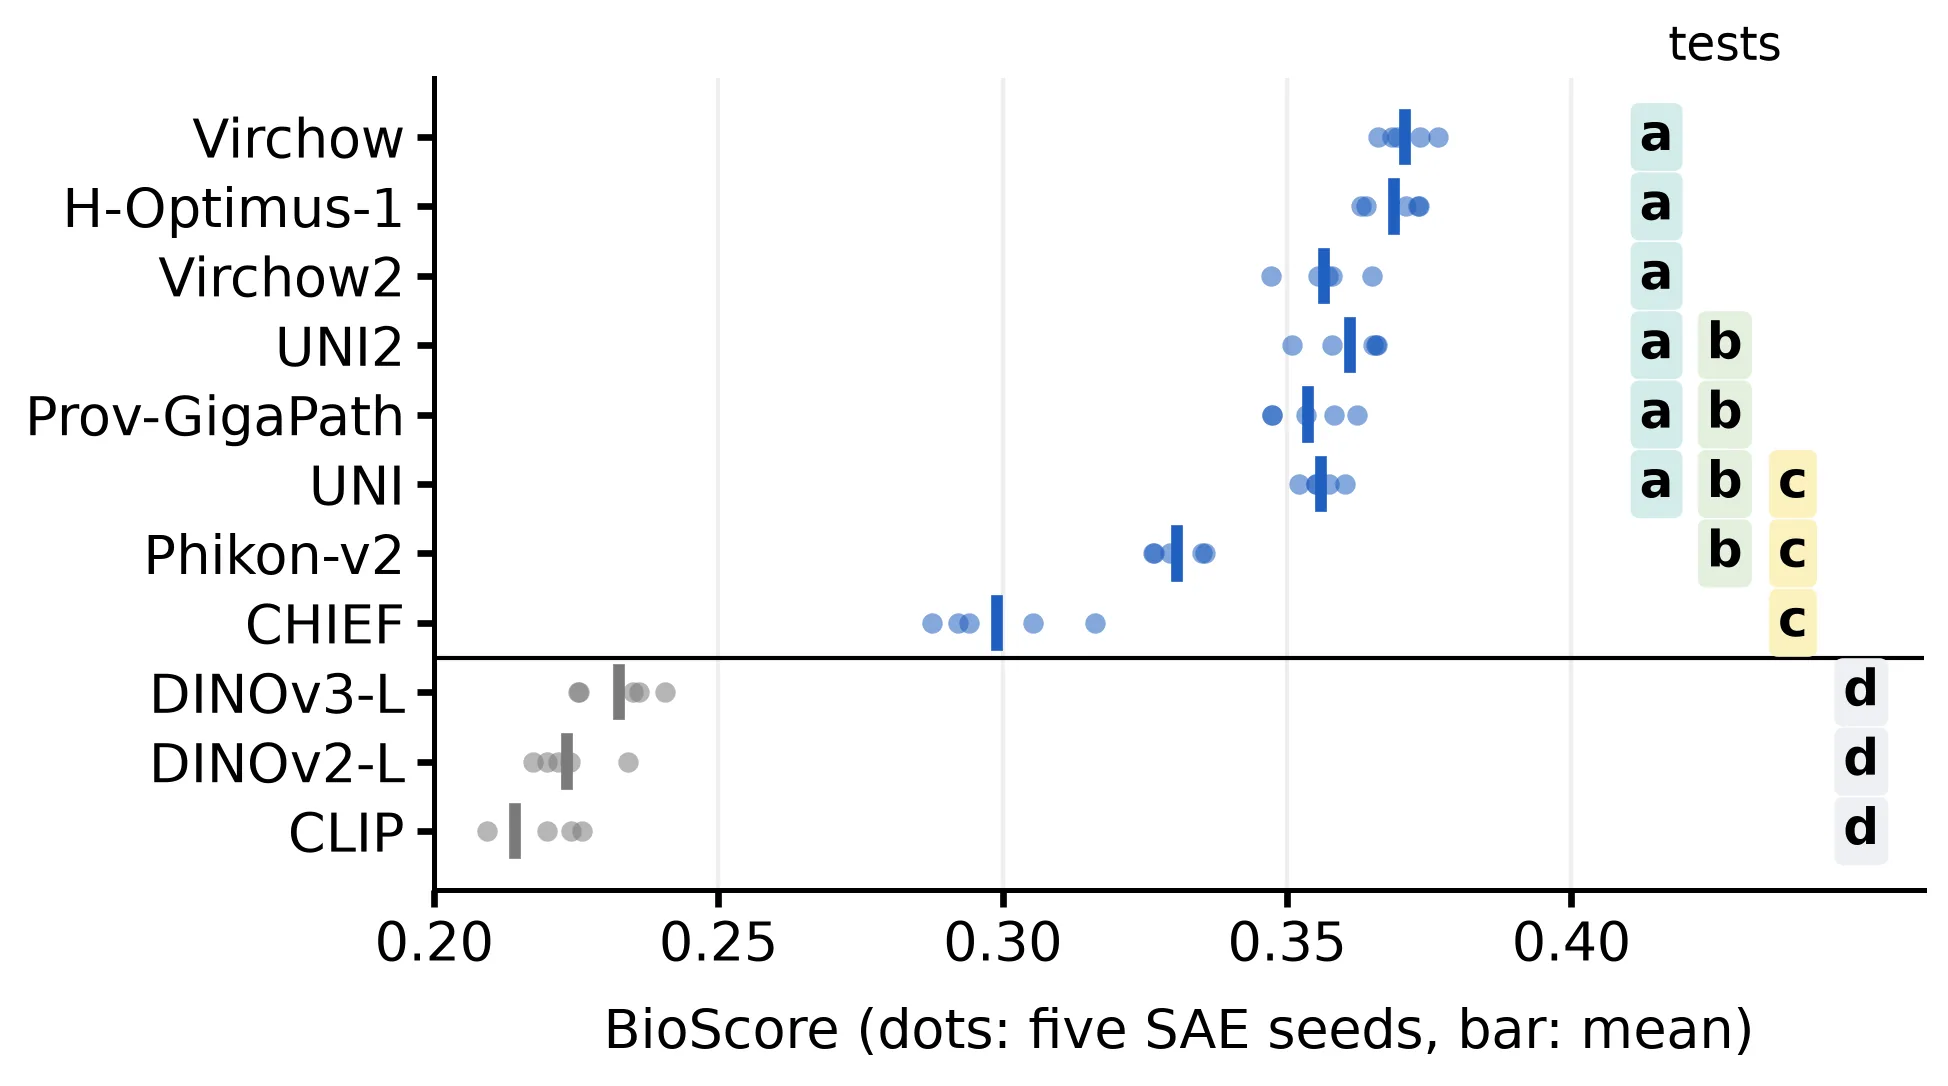 tests
Virchow a
H-Optimus-1 a
Virchow2 a
UNI2 a b
Prov-GigaPath a b
UNI a b c
Phikon-v2 b c
CHIEF c
DINOv3-L d
DINOv2-L d
CLIP d
0.20 0.25 0.30 0.35 0.40
BioScore (dots: five SAE seeds, bar: mean)